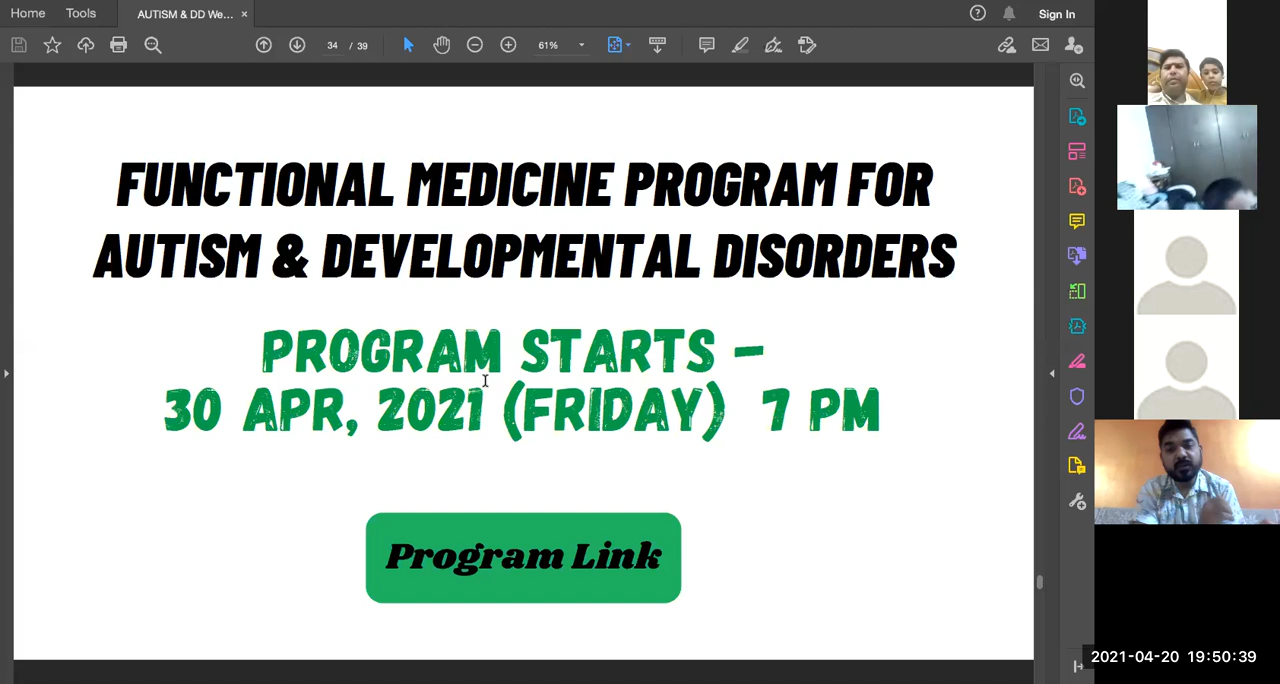 Home Tools AUTISM & DD We... × Sign In
34 / 39 61%
FUNCTIONAL MEDICINE PROGRAM FOR
AUTISM & DEVELOPMENTAL DISORDERS
PROGRAM STARTS –
30 APR, 2021 (FRIDAY) 7 PM
Program Link
2021-04-20 19:50:39